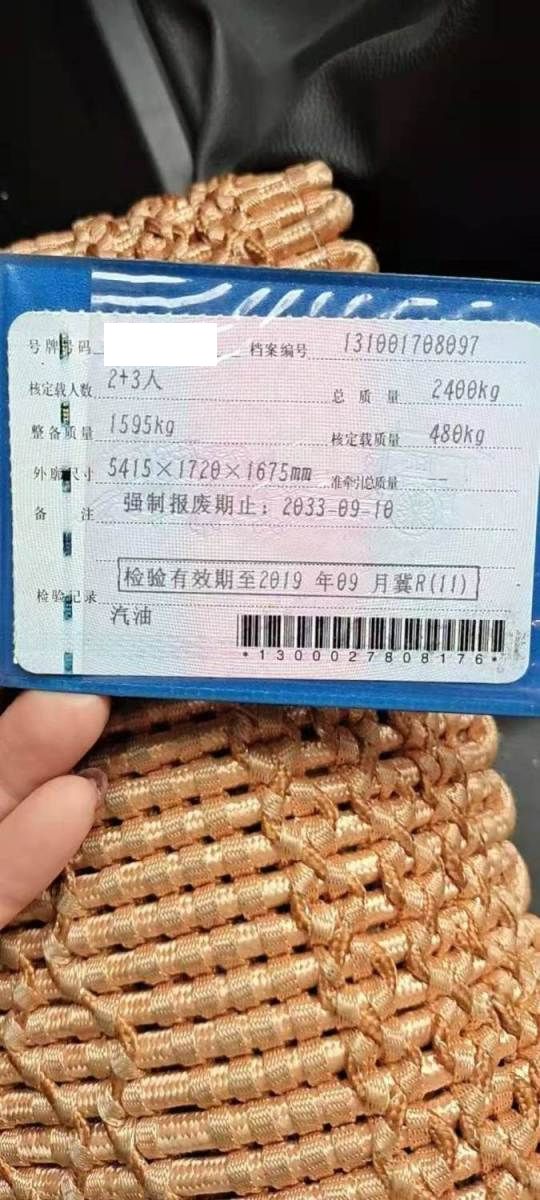 号牌号码 档案编号 131001708097
核定载人数 2+3人 总质量 2400kg
整备质量 1595kg 核定载质量 480kg
外廓尺寸 5415×1720×1675mm 准牵引总质量 --
备注 强制报废期止：2033-09-10
检验记录 检验有效期至2019 年09 月冀R(11)
汽油
*1300027808176*